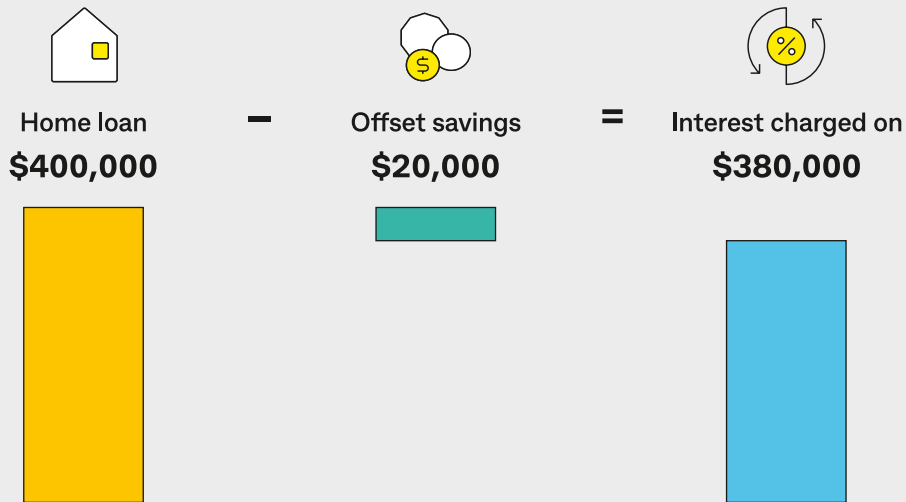 $
%
Home loan
–
Offset savings
=
Interest charged on
$400,000
$20,000
$380,000